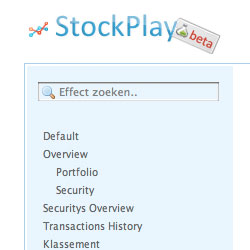 StockPlay
beta
Effect zoeken..
Default
Overview
Portfolio
Security
Securitys Overview
Transactions History
Klassement